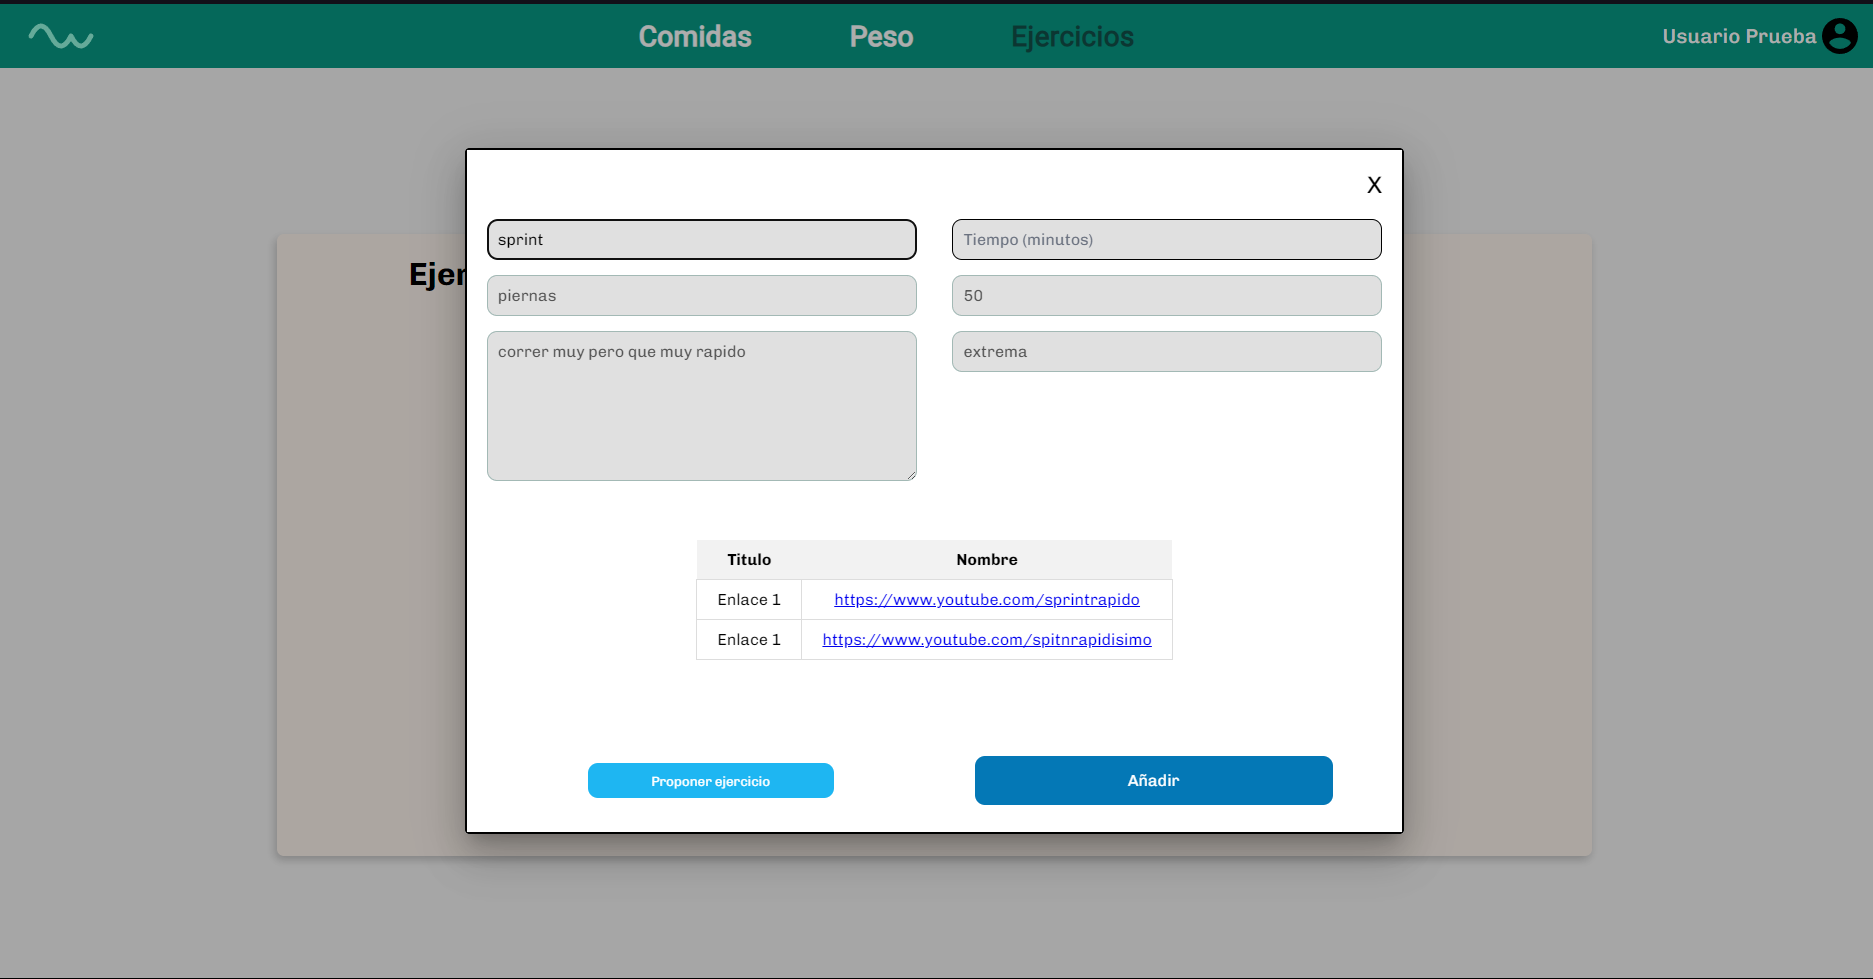 Comidas Peso Ejercicios Usuario Prueba
X
Ejer
sprint Tiempo (minutos)
piernas 50
correr muy pero que muy rapido extrema
Titulo Nombre
Enlace 1 https://www.youtube.com/sprintrapido
Enlace 1 https://www.youtube.com/spitnrapidisimo
Proponer ejercicio Añadir